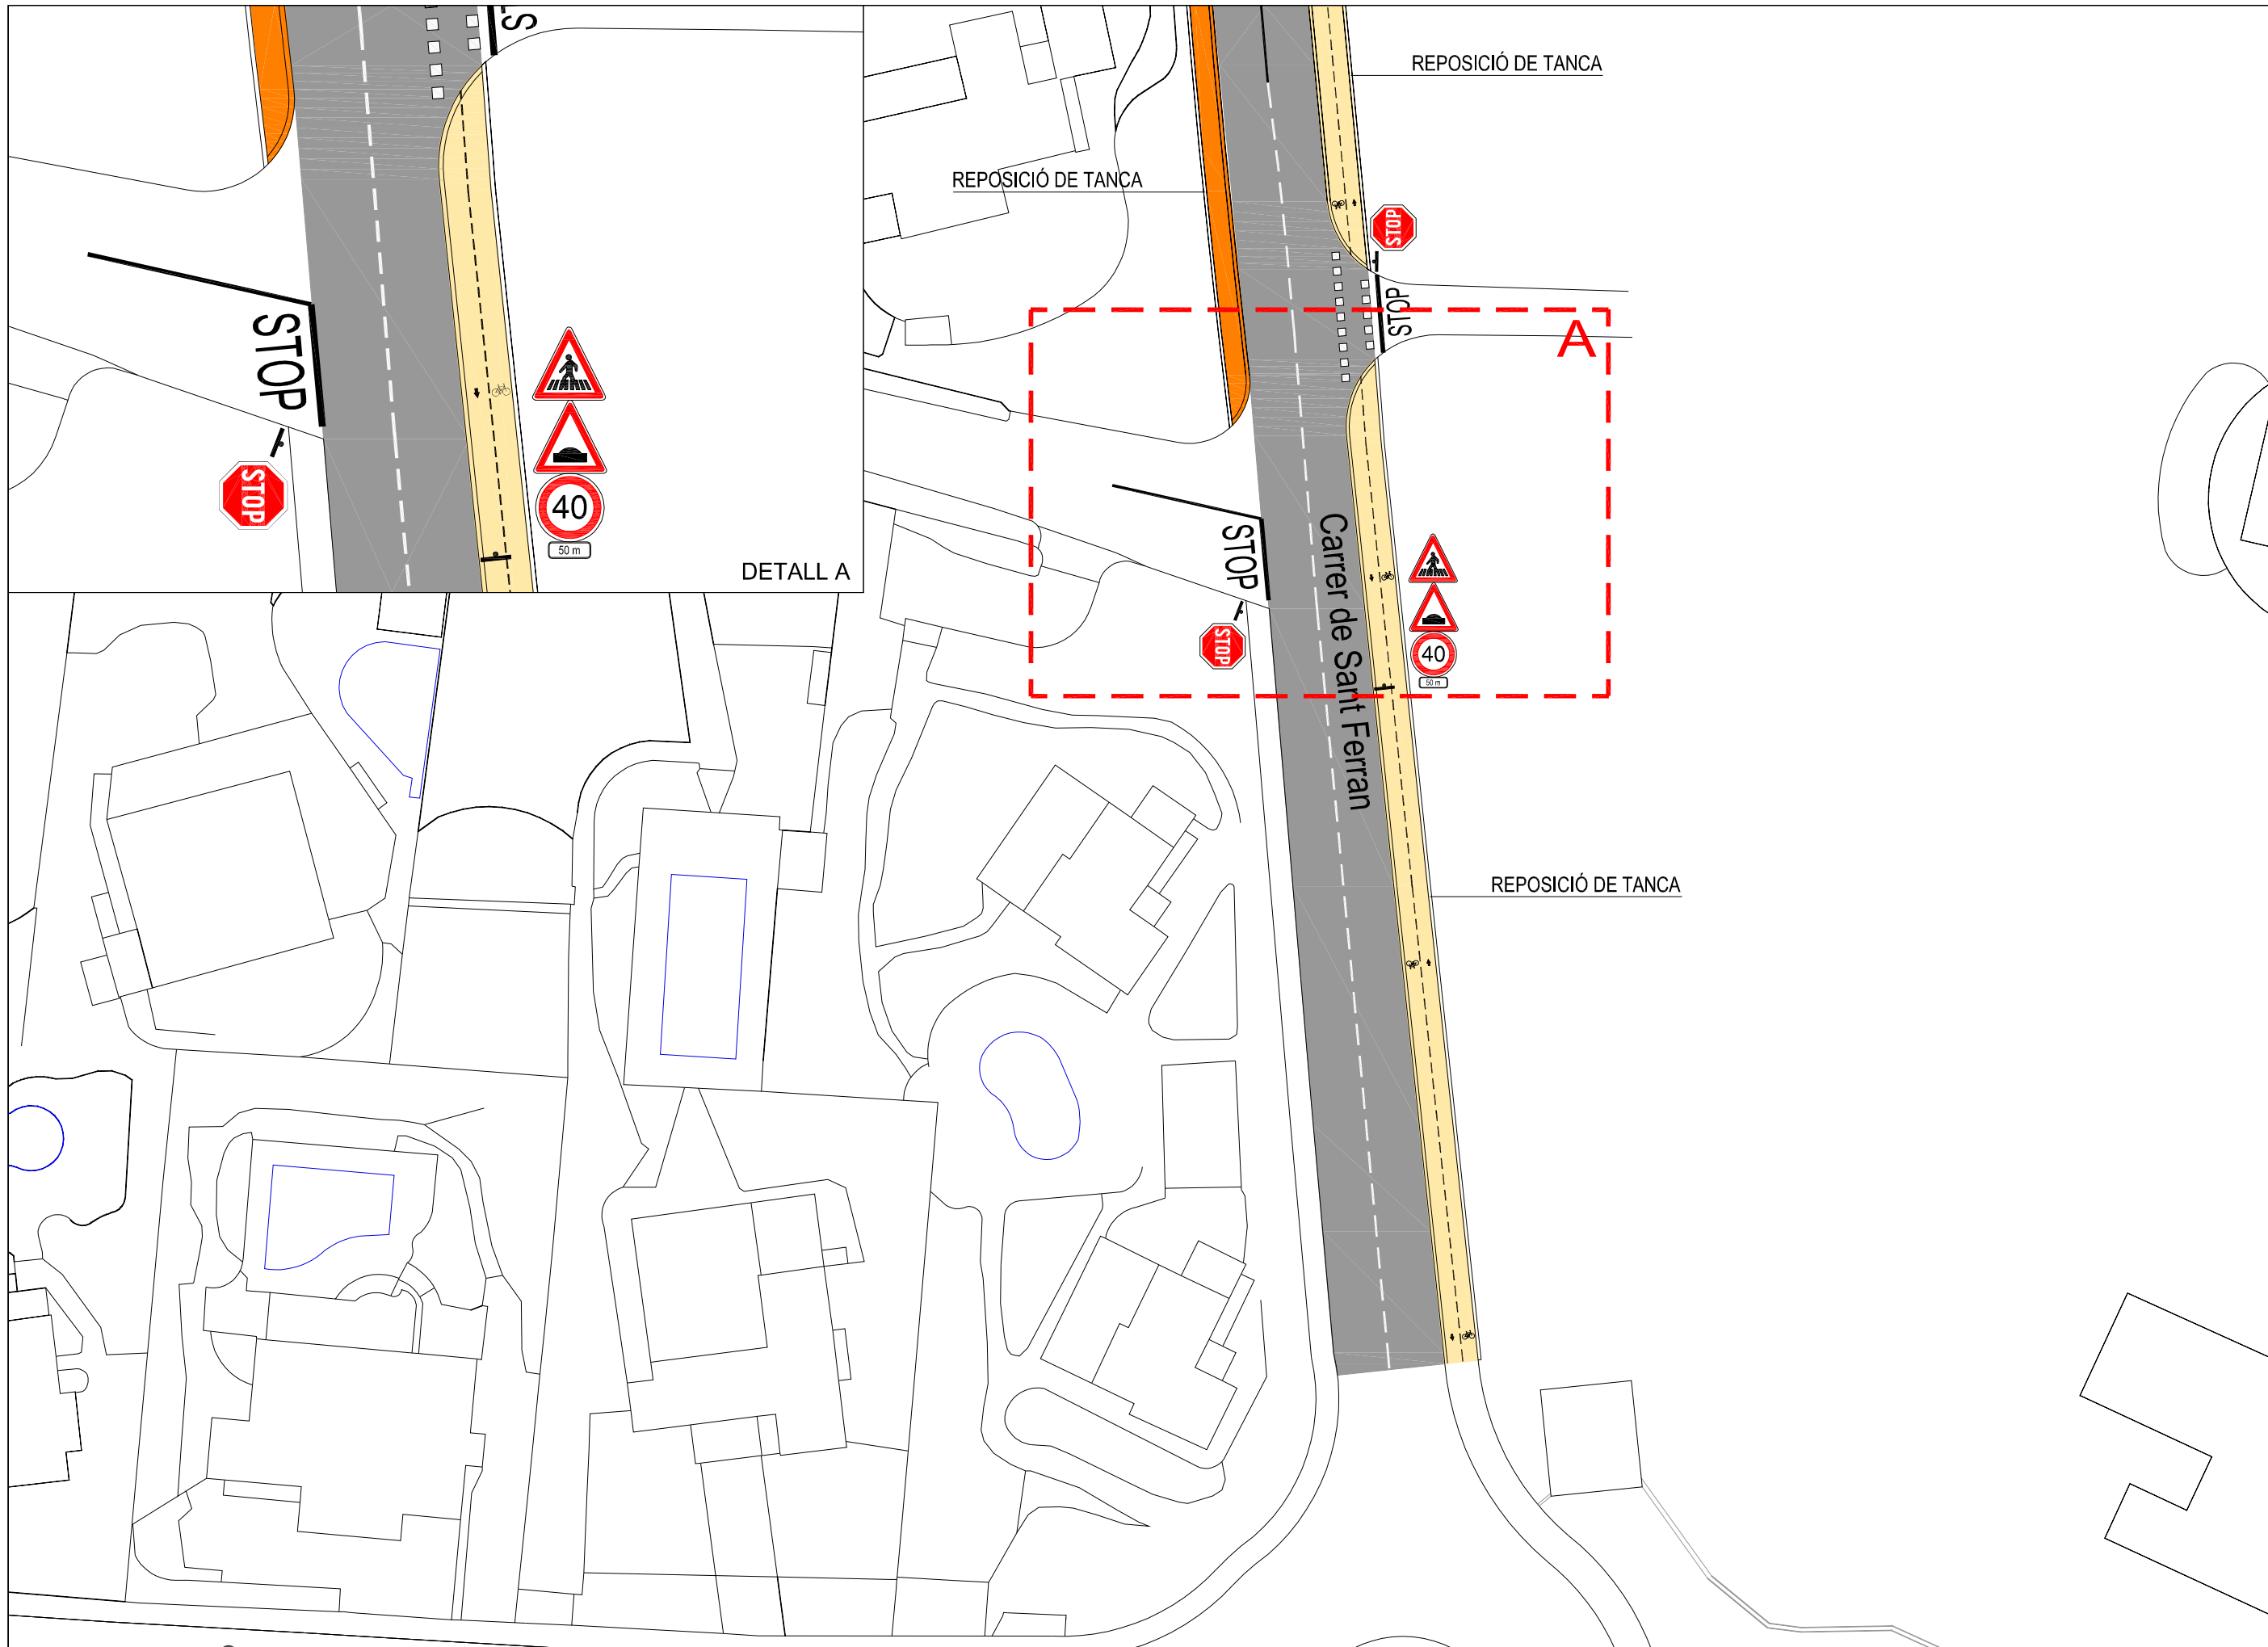 S
STOP
STOP
40
50 m
DETALL A
REPOSICIÓ DE TANCA
REPOSICIÓ DE TANCA
STOP
STOP
A
STOP
STOP
Carrer de Sant Ferran
40
50 m
REPOSICIÓ DE TANCA